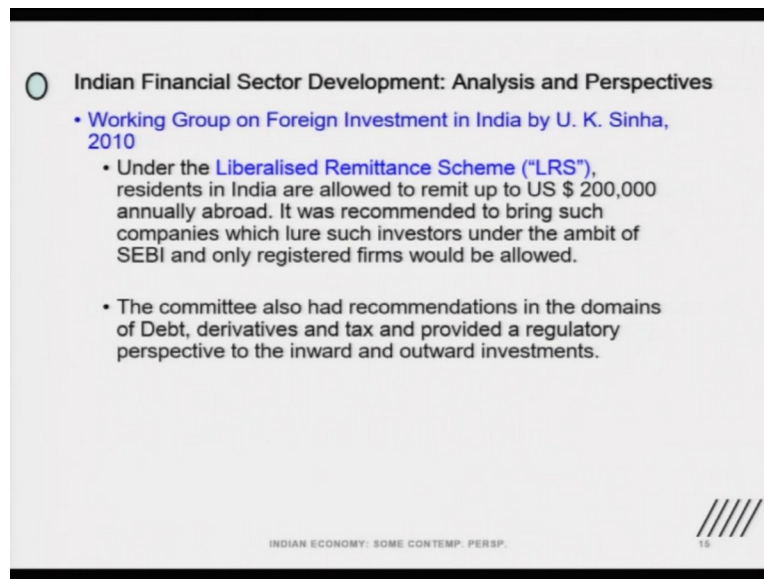 Indian Financial Sector Development: Analysis and Perspectives
• Working Group on Foreign Investment in India by U. K. Sinha,
2010
• Under the Liberalised Remittance Scheme (“LRS”),
residents in India are allowed to remit up to US $ 200,000
annually abroad. It was recommended to bring such
companies which lure such investors under the ambit of
SEBI and only registered firms would be allowed.
• The committee also had recommendations in the domains
of Debt, derivatives and tax and provided a regulatory
perspective to the inward and outward investments.
INDIAN ECONOMY: SOME CONTEMP. PERSP.
15